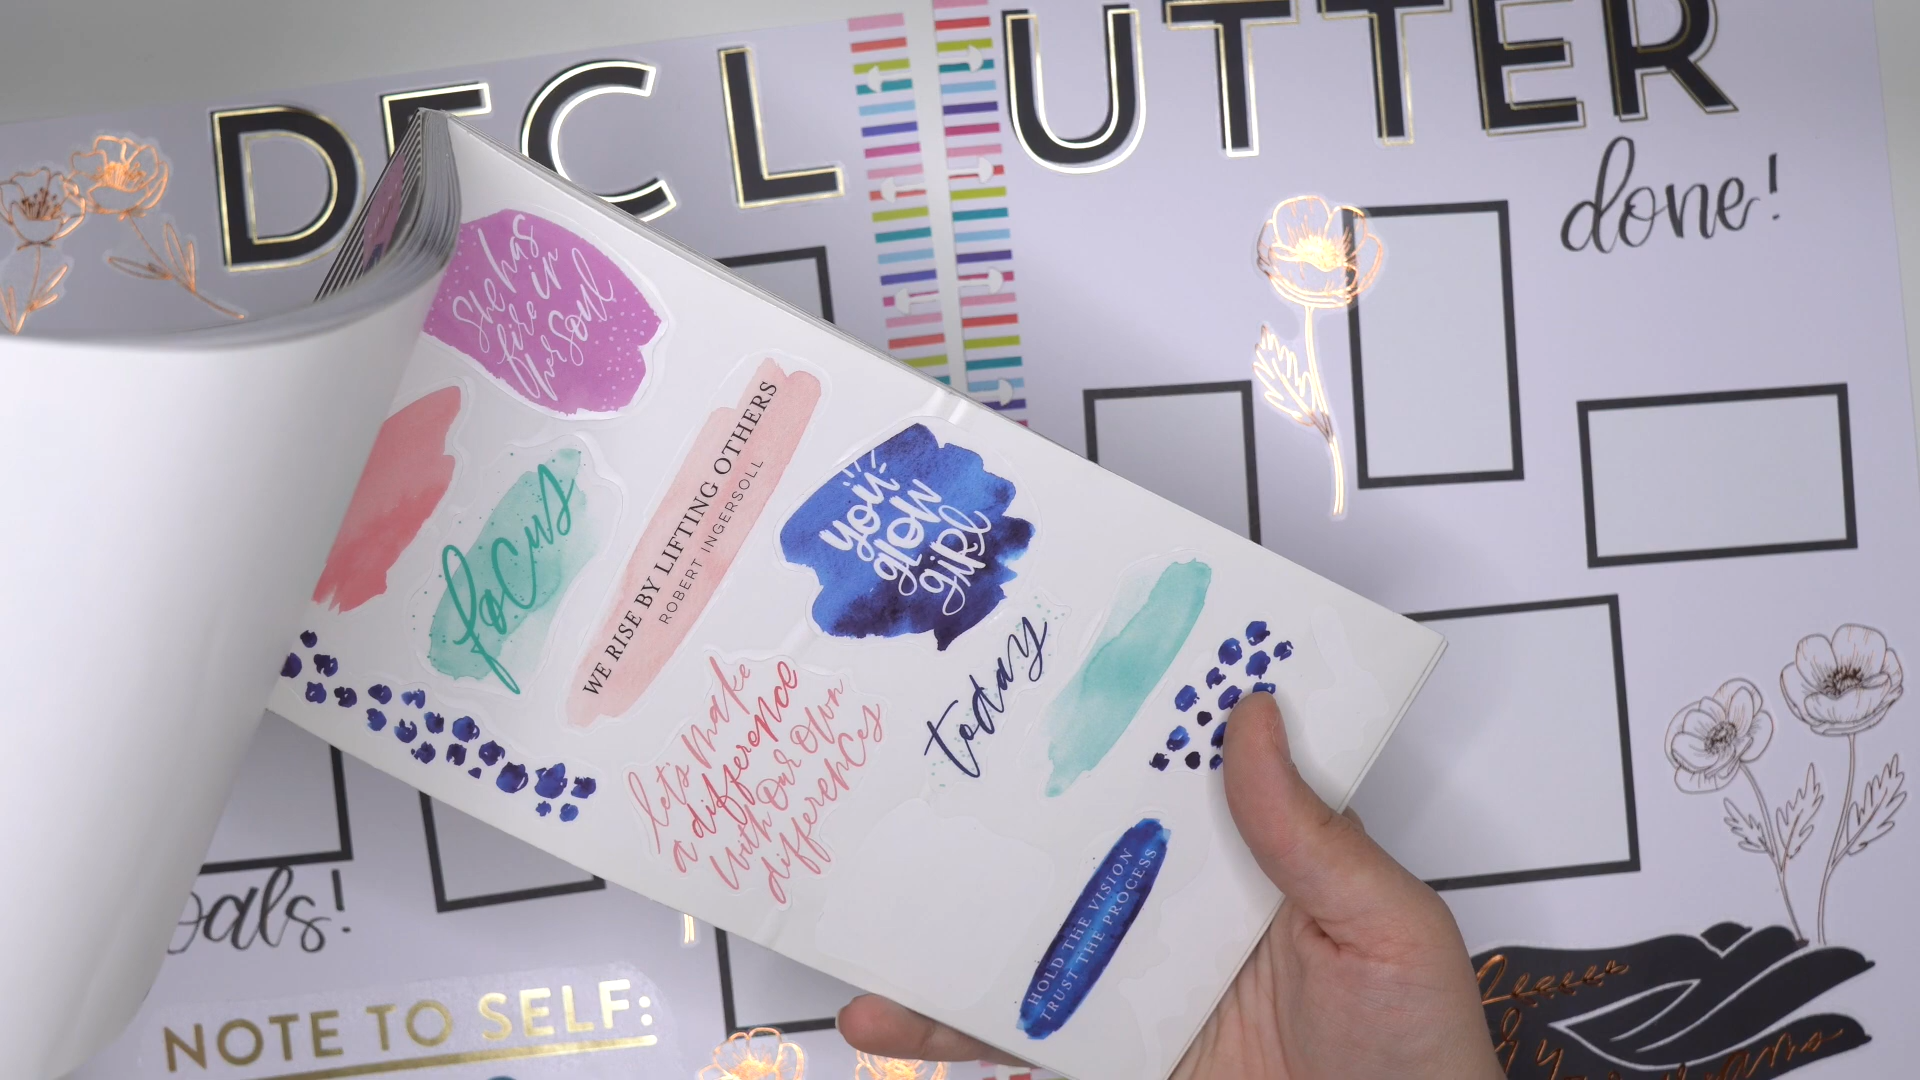 DECLUTTER
done!
She has
fire in
her soul
focus
WE RISE BY LIFTING OTHERS
ROBERT INGERSOLL
you
glow
girl
let's make
a difference
with our own
differences
today
HOLD THE VISION
TRUST THE PROCESS
NOTE TO SELF: